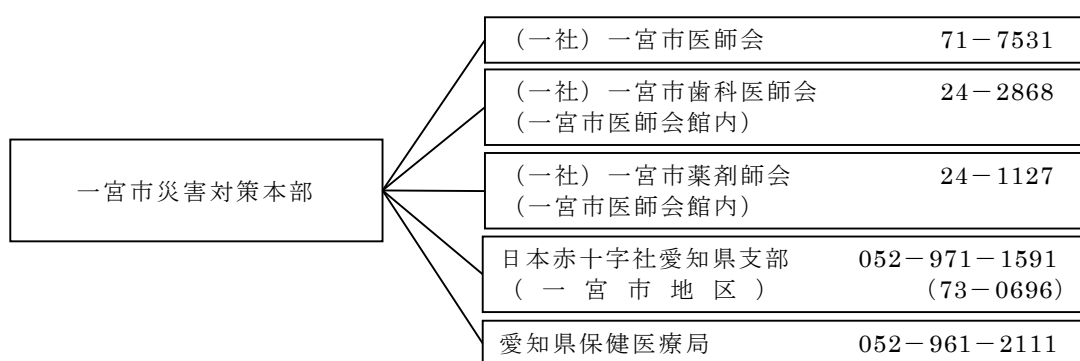 （一社）一宮市医師会 71－7531
（一社）一宮市歯科医師会 24－2868
（一宮市医師会館内）
一宮市災害対策本部
（一社）一宮市薬剤師会 24－1127
（一宮市医師会館内）
日本赤十字社愛知県支部 052－971－1591
（一宮市地区） （73－0696）
愛知県保健医療局 052－961－2111